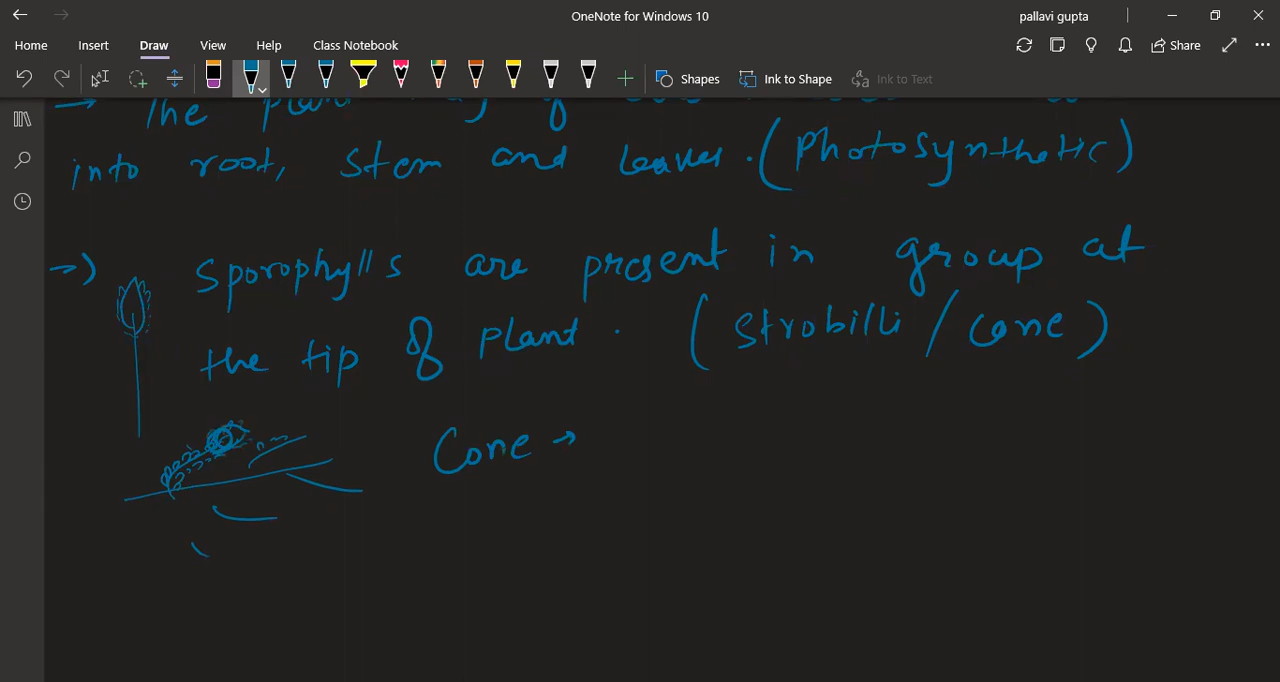 OneNote for Windows 10
pallavi gupta
Home Insert Draw View Help Class Notebook
Share
Shapes Ink to Shape Ink to Text
→ The
into root, stem and leaves. (Photosynthetic)
→) Sporophylls are present in group at
the tip of plant. (Strobilli / Cone)
Cone →